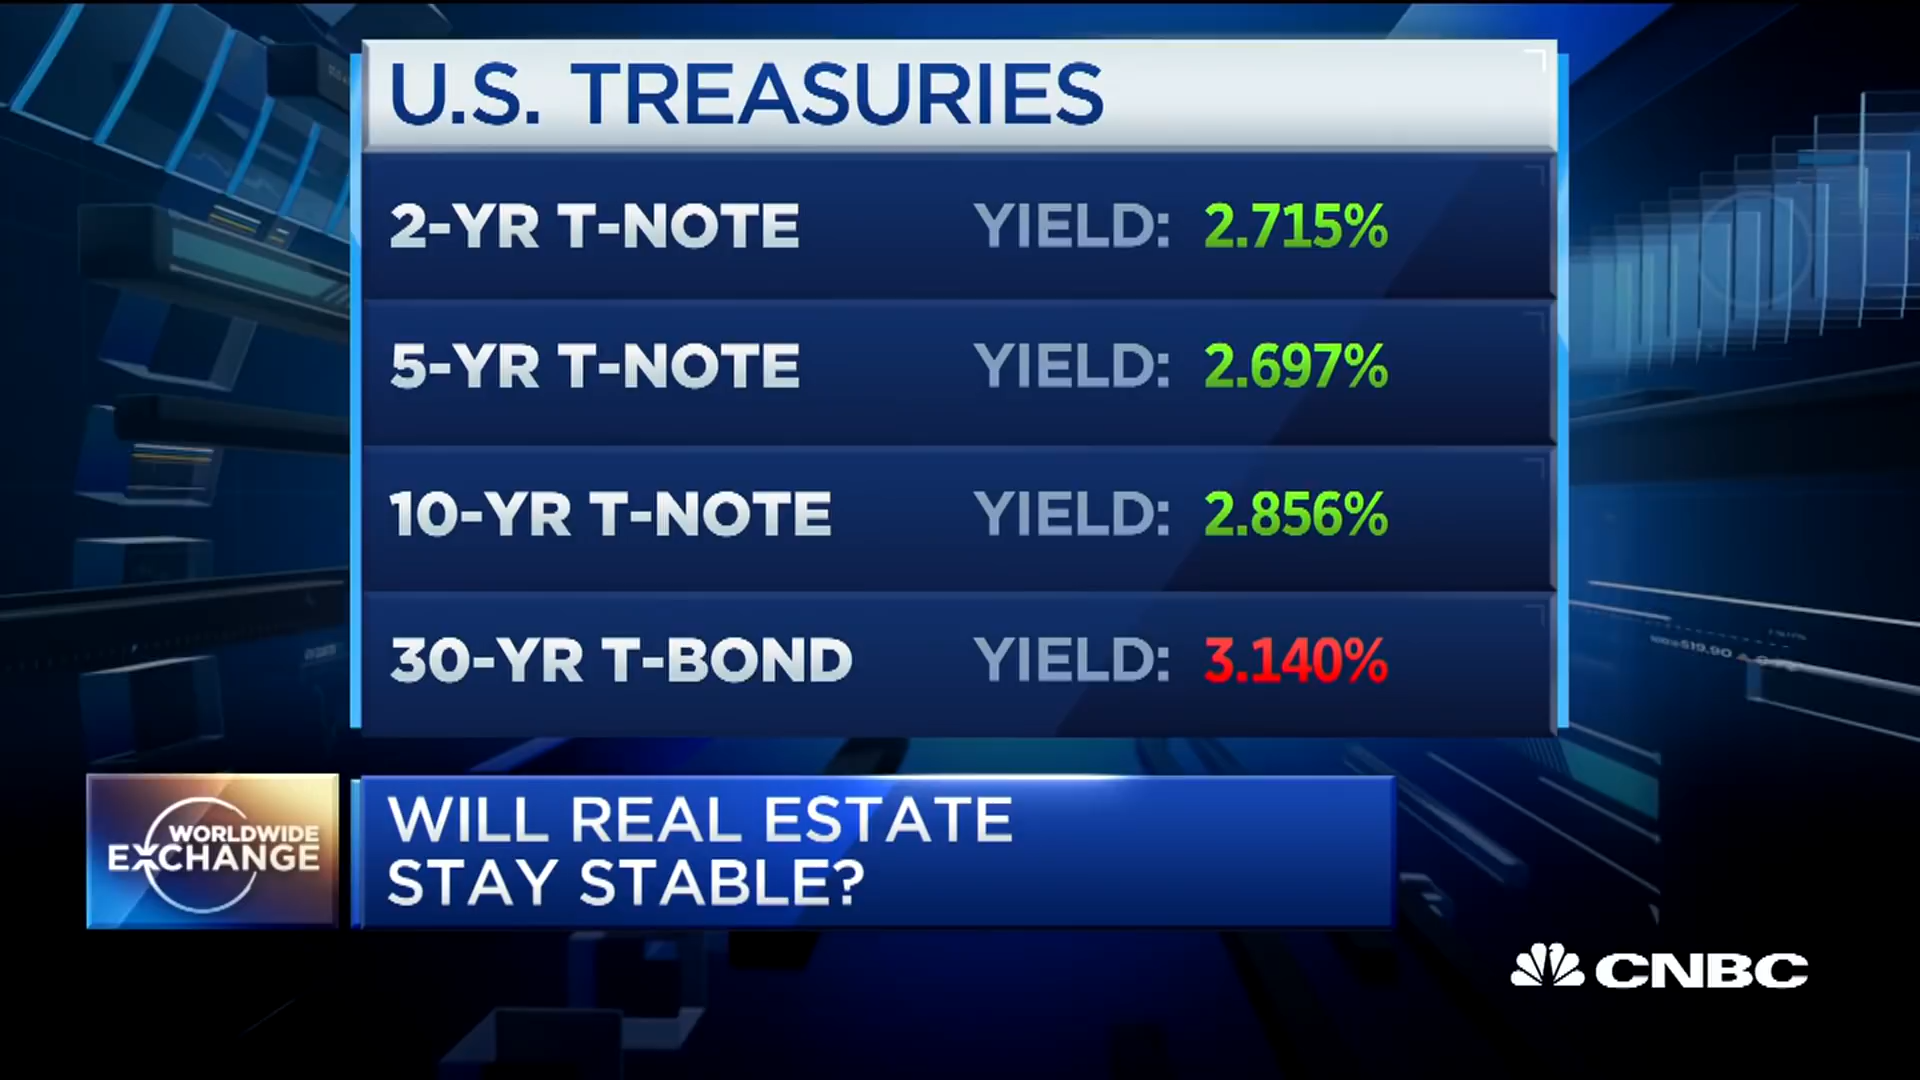 U.S. TREASURIES
2-YR T-NOTE YIELD: 2.715%
5-YR T-NOTE YIELD: 2.697%
10-YR T-NOTE YIELD: 2.856%
30-YR T-BOND YIELD: 3.140%
WORLDWIDE
EXCHANGE
WILL REAL ESTATE
STAY STABLE?
CNBC